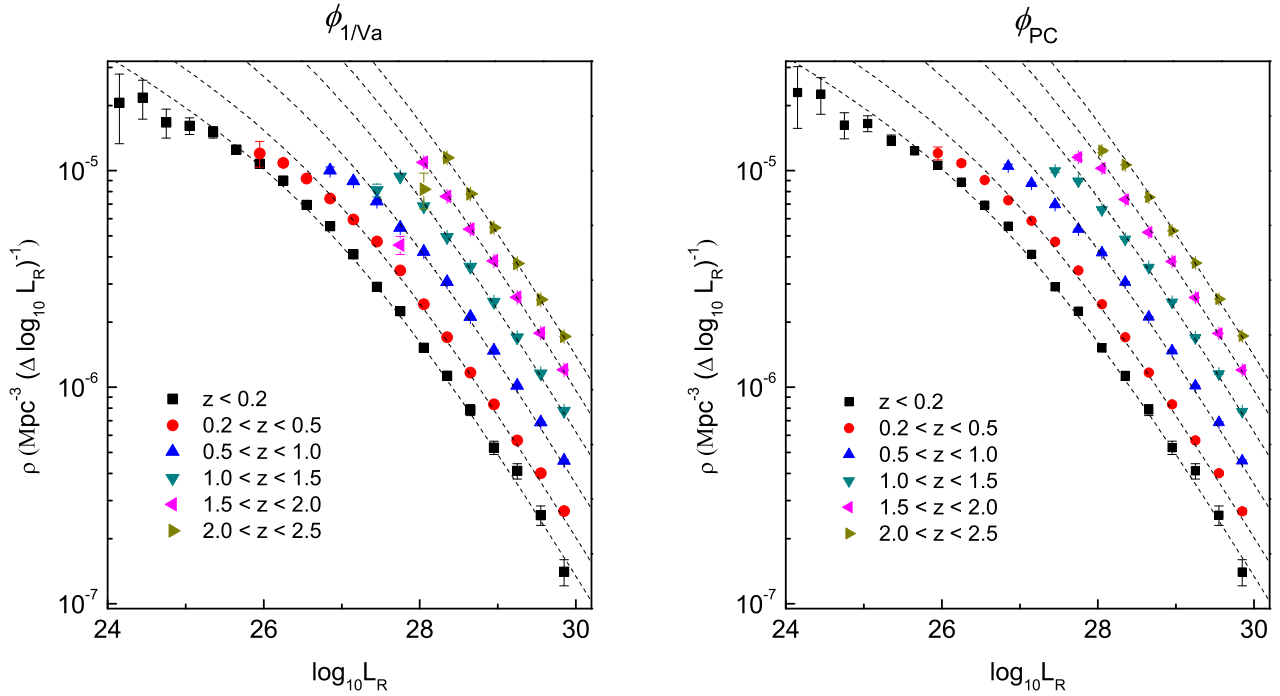 ϕ1/Va
10⁻⁵
10⁻⁶
10⁻⁷
ρ (Mpc⁻³ (Δ log₁₀ L_R)⁻¹
z < 0.2
0.2 < z < 0.5
0.5 < z < 1.0
1.0 < z < 1.5
1.5 < z < 2.0
2.0 < z < 2.5
24 26 28 30
log₁₀L_R
ϕPC
10⁻⁵
10⁻⁶
10⁻⁷
ρ (Mpc⁻³ (Δ log₁₀ L_R)⁻¹
z < 0.2
0.2 < z < 0.5
0.5 < z < 1.0
1.0 < z < 1.5
1.5 < z < 2.0
2.0 < z < 2.5
24 26 28 30
log₁₀L_R